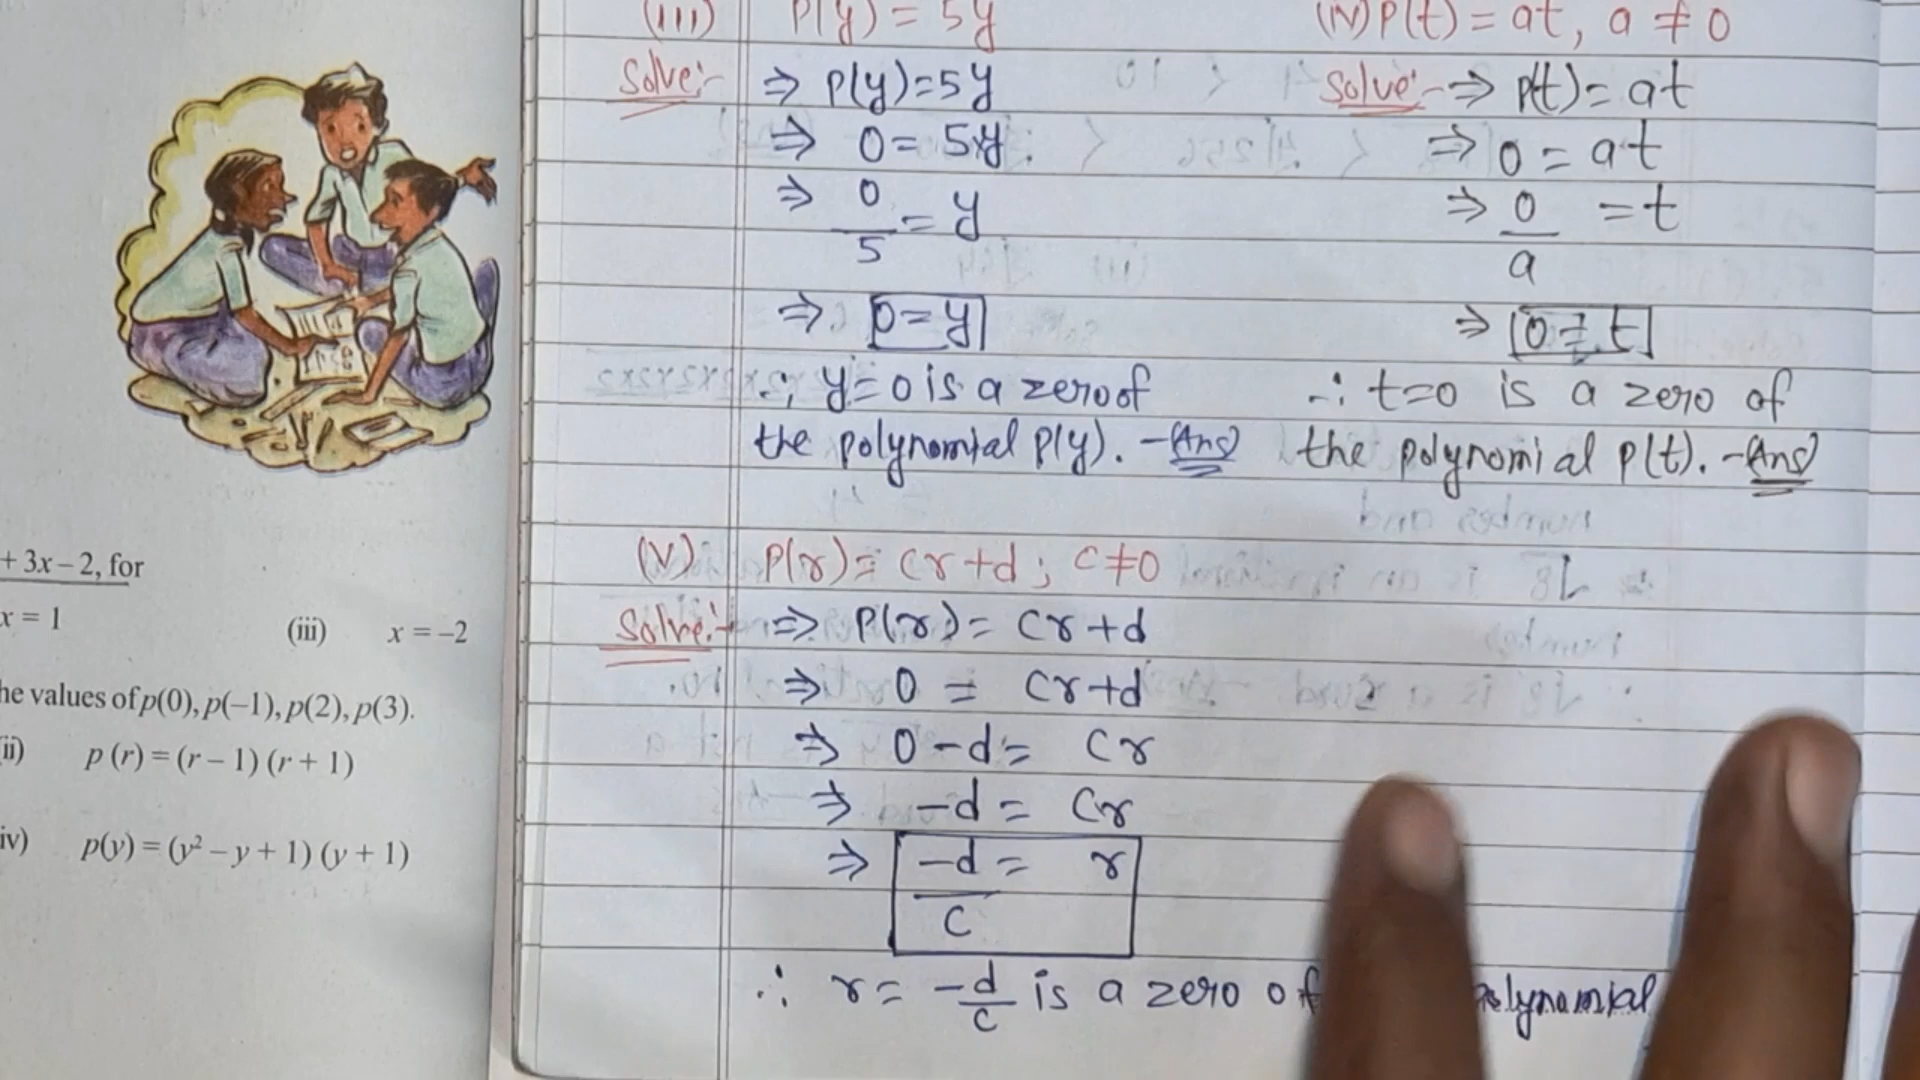 + 3x – 2, for
x = 1 (iii) x = –2
he values of p(0), p(–1), p(2), p(3).
ii) p (r) = (r – 1) (r + 1)
iv) p(y) = (y² – y + 1) (y + 1)
(iii) P(y) = 5y
Solve:- ⇒ P(y)=5y
⇒ 0 = 5×y
⇒ 0/5 = y
⇒ 0=y
∴ y=0 is a zero of
the polynomial P(y). -(Ans)
(iv) P(t) = at, a ≠ 0
Solve:- ⇒ P(t)= at
⇒ 0 = at
⇒ 0/a = t
⇒ 0 = t
∴ t=0 is a zero of
the polynomial P(t). -(Ans)
(v) P(r) = cr+d ; c≠0
Solve:- ⇒ P(r) = cr+d
⇒ 0 = cr+d
⇒ 0-d = cr
⇒ -d = cr
⇒ -d/c = r
∴ r = -d/c is a zero of polynomial